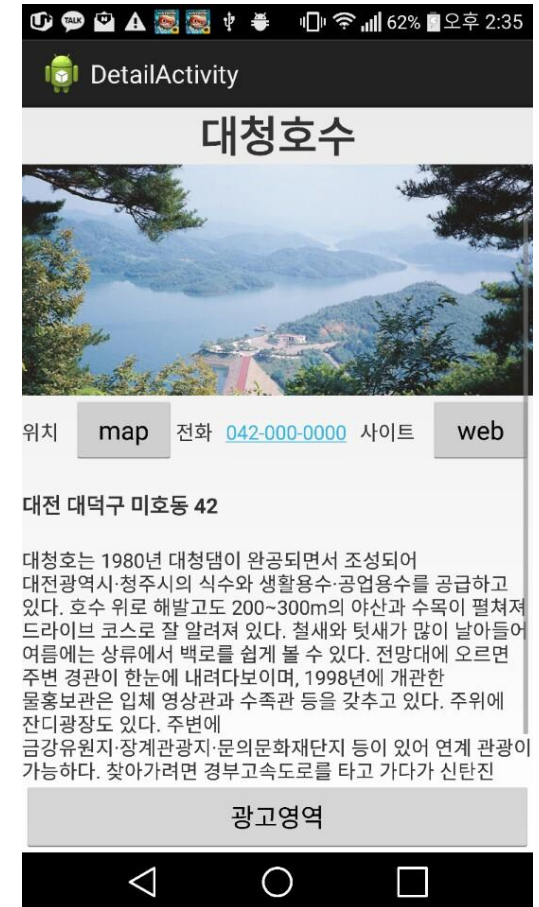 TALK 62% 오후 2:35
DetailActivity
대청호수
위치 map 전화 042-000-0000 사이트 web
대전 대덕구 미호동 42
대청호는 1980년 대청댐이 완공되면서 조성되어
대전광역시·청주시의 식수와 생활용수·공업용수를 공급하고
있다. 호수 위로 해발고도 200~300m의 야산과 수목이 펼쳐져
드라이브 코스로 잘 알려져 있다. 철새와 텃새가 많이 날아들어
여름에는 상류에서 백로를 쉽게 볼 수 있다. 전망대에 오르면
주변 경관이 한눈에 내려다보이며, 1998년에 개관한
물홍보관은 입체 영상관과 수족관 등을 갖추고 있다. 주위에
잔디광장도 있다. 주변에
금강유원지·장계관광지·문의문화재단지 등이 있어 연계 관광이
가능하다. 찾아가려면 경부고속도로를 타고 가다가 신탄진
광고영역